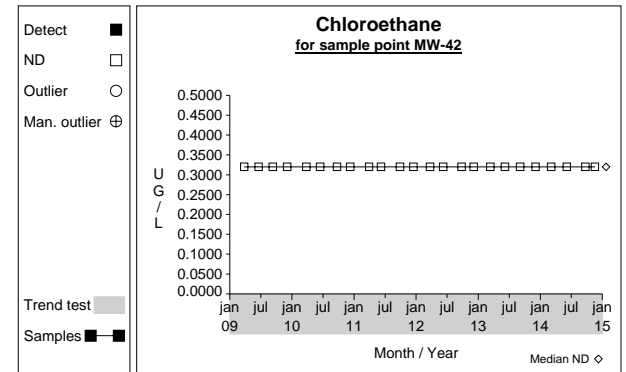 Detect
ND
Outlier
Man. outlier
Trend test
Samples
Chloroethane
for sample point MW-42
0.5000
0.4500
0.4000
0.3500
0.3000
0.2500
0.2000
0.1500
0.1000
0.0500
0.0000
U
G
/
L
jan jul jan jul jan jul jan jul jan jul jan jul jan
09 10 11 12 13 14 15
Month / Year
Median ND